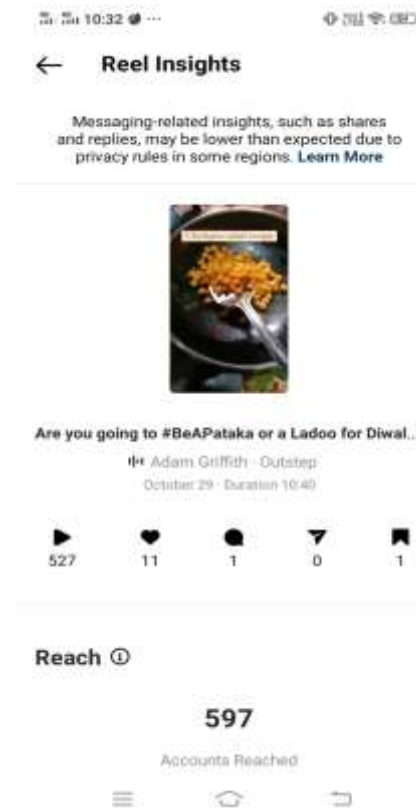 10:32
Reel Insights
Messaging-related insights, such as shares
and replies, may be lower than expected due to
privacy rules in some regions. Learn More
Are you going to #BeAPataka or a Ladoo for Diwal..
Adam Griffith · Outstep
October 29 · Duration 10:40
527 11 1 0 1
Reach
597
Accounts Reached